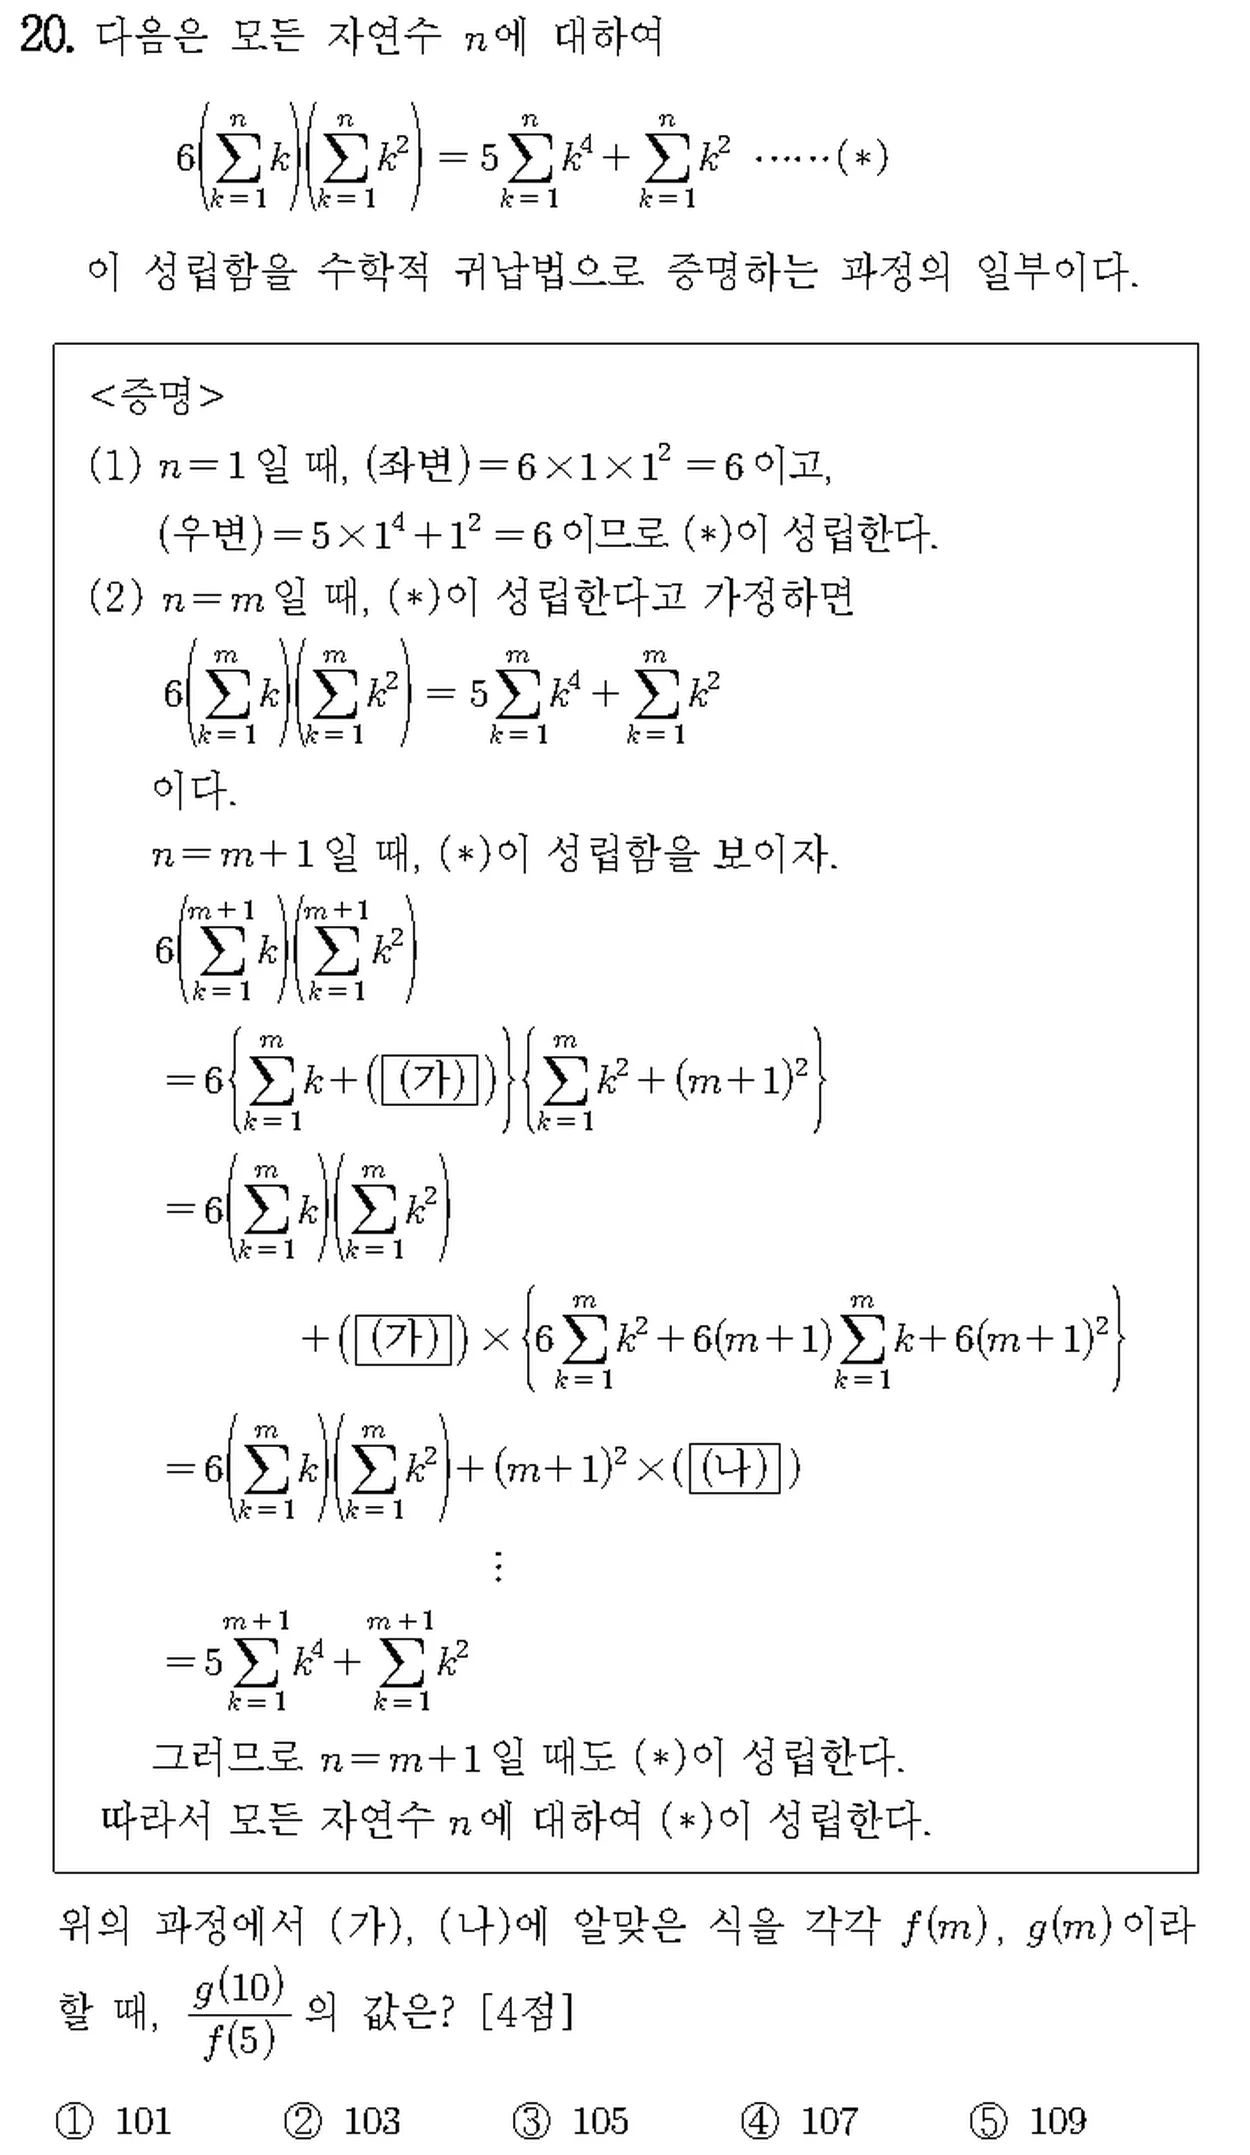 20. 다음은 모든 자연수 n에 대하여
6(∑_{k=1}^{n} k)(∑_{k=1}^{n} k²) = 5∑_{k=1}^{n} k⁴ + ∑_{k=1}^{n} k² ⋯⋯(*)
이 성립함을 수학적 귀납법으로 증명하는 과정의 일부이다.
<증명>
(1) n=1일 때, (좌변)=6×1×1²=6이고,
(우변)=5×1⁴+1²=6이므로 (*)이 성립한다.
(2) n=m일 때, (*)이 성립한다고 가정하면
6(∑_{k=1}^{m} k)(∑_{k=1}^{m} k²) = 5∑_{k=1}^{m} k⁴ + ∑_{k=1}^{m} k²
이다.
n=m+1일 때, (*)이 성립함을 보이자.
6(∑_{k=1}^{m+1} k)(∑_{k=1}^{m+1} k²)
=6{∑_{k=1}^{m} k+( (가) )}{∑_{k=1}^{m} k²+(m+1)²}
=6(∑_{k=1}^{m} k)(∑_{k=1}^{m} k²)
+( (가) )×{6∑_{k=1}^{m} k²+6(m+1)∑_{k=1}^{m} k+6(m+1)²}
=6(∑_{k=1}^{m} k)(∑_{k=1}^{m} k²)+(m+1)²×( (나) )
⋮
=5∑_{k=1}^{m+1} k⁴+∑_{k=1}^{m+1} k²
그러므로 n=m+1일 때도 (*)이 성립한다.
따라서 모든 자연수 n에 대하여 (*)이 성립한다.
위의 과정에서 (가), (나)에 알맞은 식을 각각 f(m), g(m)이라
할 때, g(10)/f(5) 의 값은? [4점]
① 101 ② 103 ③ 105 ④ 107 ⑤ 109